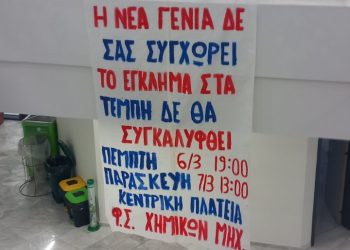 Η ΝΕΑ ΓΕΝΙΑ ΔΕ
ΣΑΣ ΣΥΓΧΩΡΕΙ
ΤΟ ΕΓΚΛΗΜΑ ΣΤΑ
ΤΕΜΠΗ ΔΕ ΘΑ
ΣΥΓΚΑΛΥΦΘΕΙ
ΠΕΜΠΤΗ 6/3 19:00
ΠΑΡΑΣΚΕΥΗ 7/3 13:00
ΚΕΝΤΡΙΚΗ ΠΛΑΤΕΙΑ
Φ.Σ. ΧΗΜΙΚΩΝ ΜΗΧ.